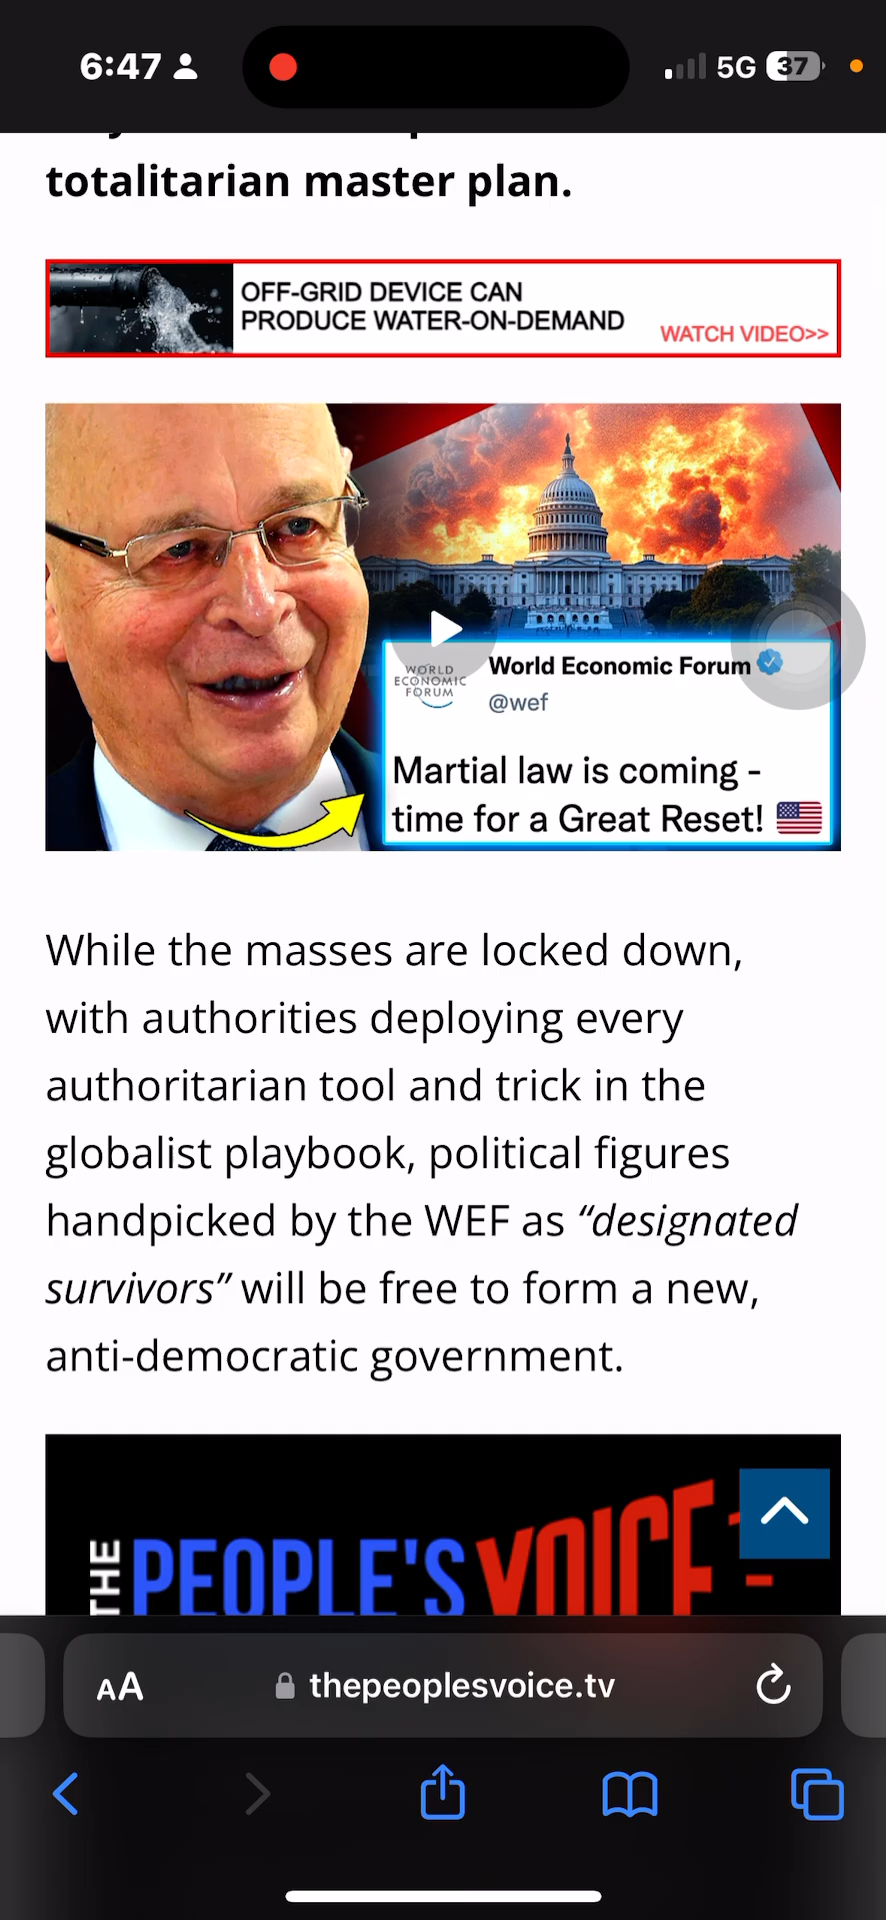 6:47
5G 37
totalitarian master plan.
OFF-GRID DEVICE CAN
PRODUCE WATER-ON-DEMAND
WATCH VIDEO>>
WORLD
ECONOMIC
FORUM
World Economic Forum
@wef
Martial law is coming -
time for a Great Reset! 🇺🇸
While the masses are locked down,
with authorities deploying every
authoritarian tool and trick in the
globalist playbook, political figures
handpicked by the WEF as “designated
survivors” will be free to form a new,
anti-democratic government.
THE PEOPLE'S VOICE
AA thepeoplesvoice.tv